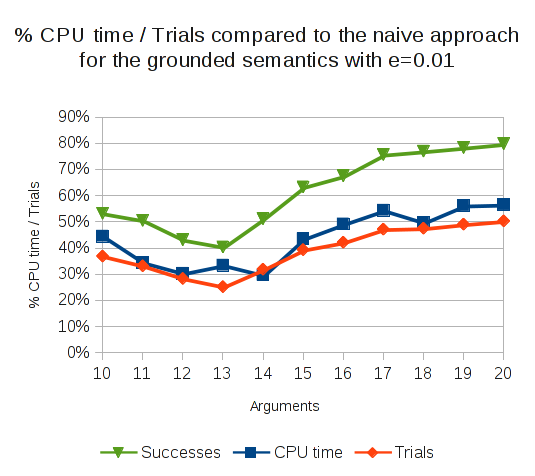 % CPU time / Trials compared to the naive approach
for the grounded semantics with e=0.01
90%
80%
70%
60%
50%
40%
30%
20%
10%
0%
% CPU time / Trials
10 11 12 13 14 15 16 17 18 19 20
Arguments
Successes CPU time Trials